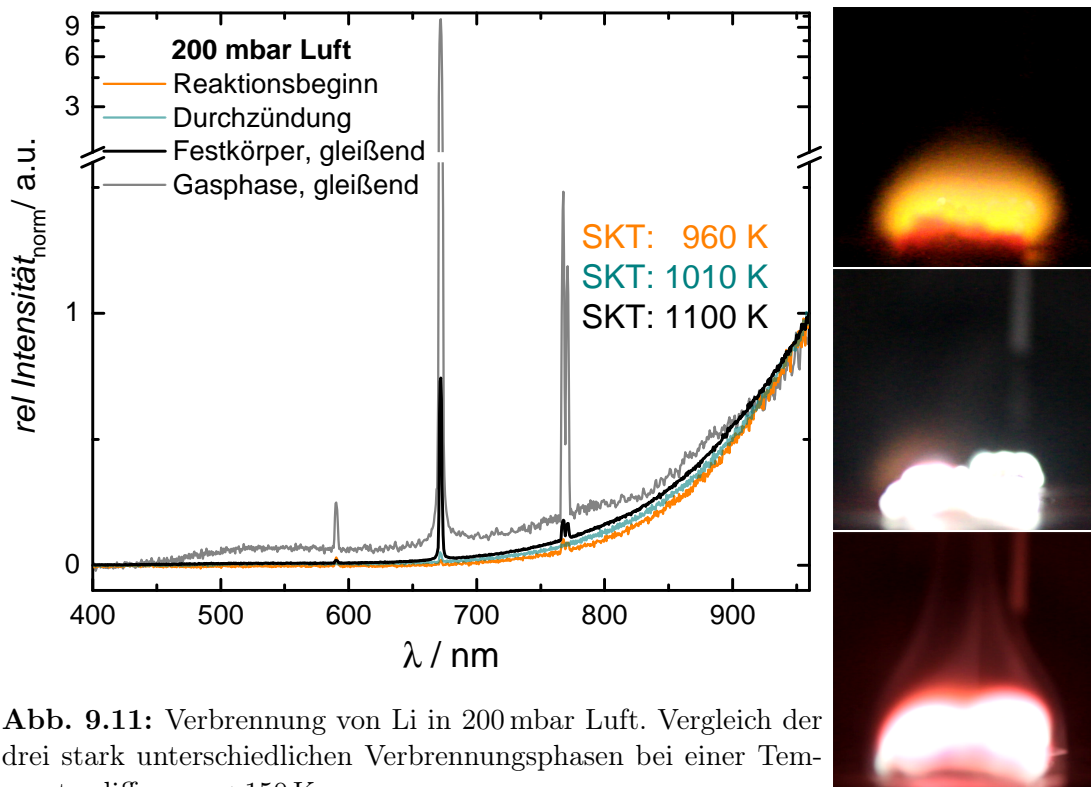 9
6
3
1
0
rel Intensität norm/ a.u.
200 mbar Luft
Reaktionsbeginn
Durchzündung
Festkörper, gleißend
Gasphase, gleißend
SKT: 960 K
SKT: 1010 K
SKT: 1100 K
400 500 600 700 800 900
λ / nm
Abb. 9.11: Verbrennung von Li in 200 mbar Luft. Vergleich der
drei stark unterschiedlichen Verbrennungsphasen bei einer Tem-